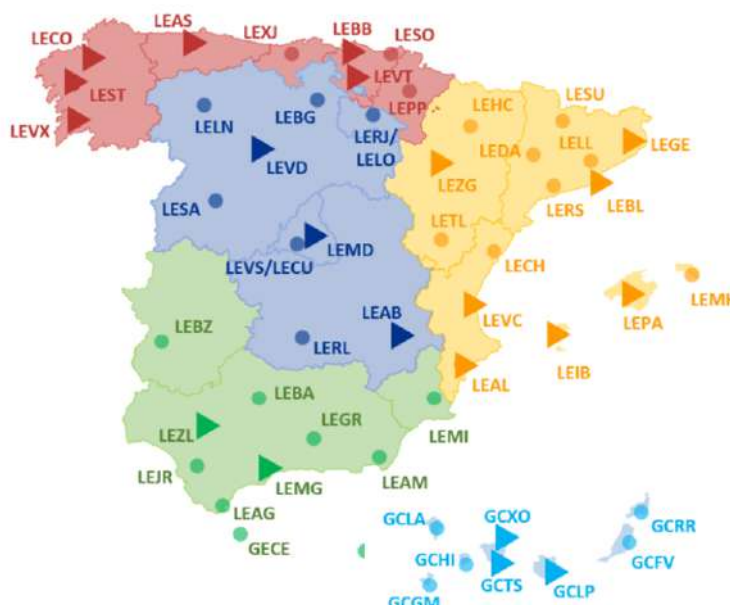 LEAS
LECO
LEXJ
LEBB
LESO
LEST
LEVT
LEPP
LEVX
LELN
LEBG
LERJ/
LELO
LEHC
LESU
LEVD
LEDA
LELL
LEGE
LEZG
LESA
LERS
LEBL
LEMD
LETL
LEVS/LECU
LECH
LEBZ
LEAB
LERL
LEVC
LEPA
LEMH
LEIB
LEAL
LEBA
LEZL
LEGR
LEMI
LEJR
LEMG
LEAM
LEAG
GECE
GCLA
GCXO
GCRR
GCHI
GCFV
GCTS
GCLP
GCGM